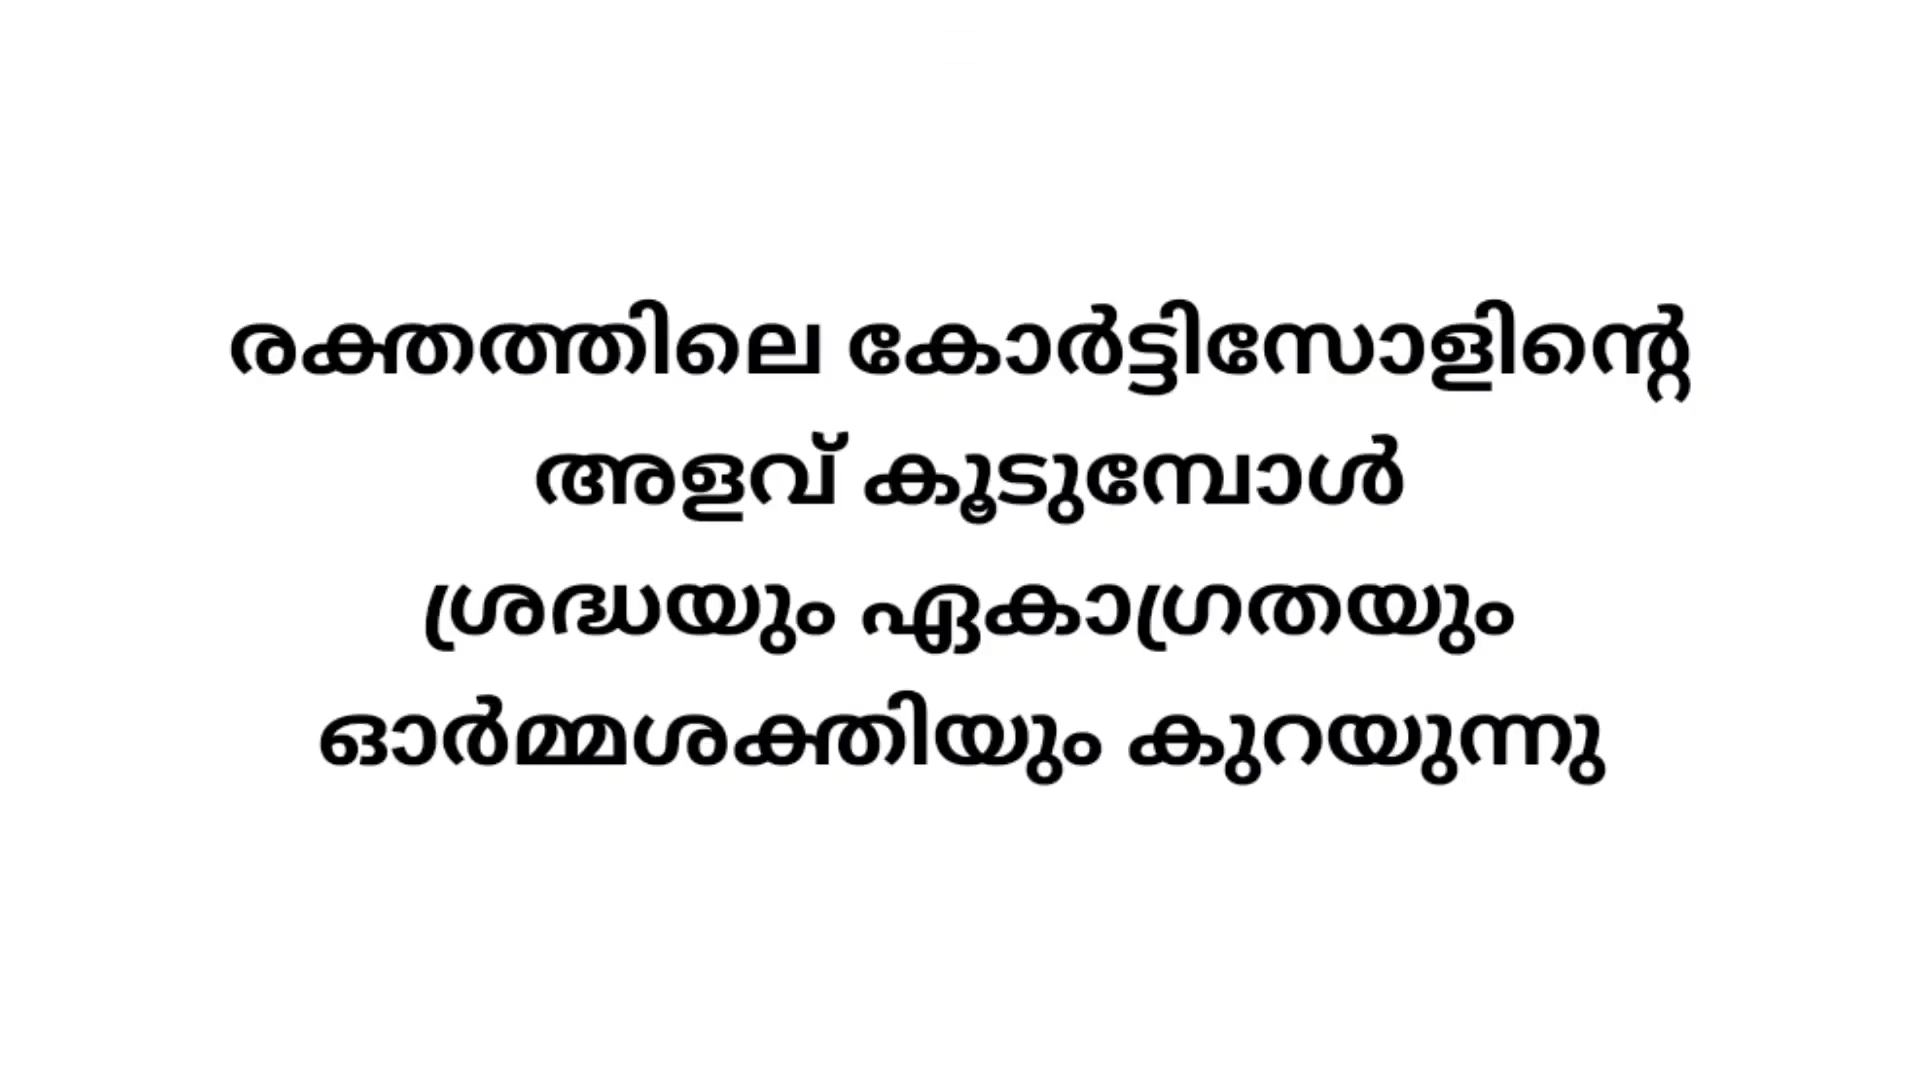 രക്തത്തിലെ കോർട്ടിസോളിന്റെ
അളവ് കൂടുമ്പോൾ
ശ്രദ്ധയും ഏകാഗ്രതയും
ഓർമ്മശക്തിയും കുറയുന്നു